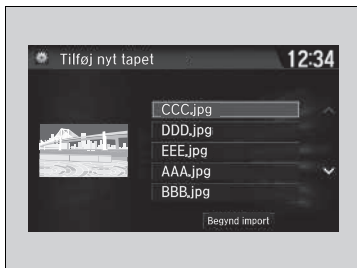 Tilføj nyt tapet
12:34
CCC.jpg
DDD.jpg
EEE.jpg
AAA.jpg
BBB.jpg
Begynd import